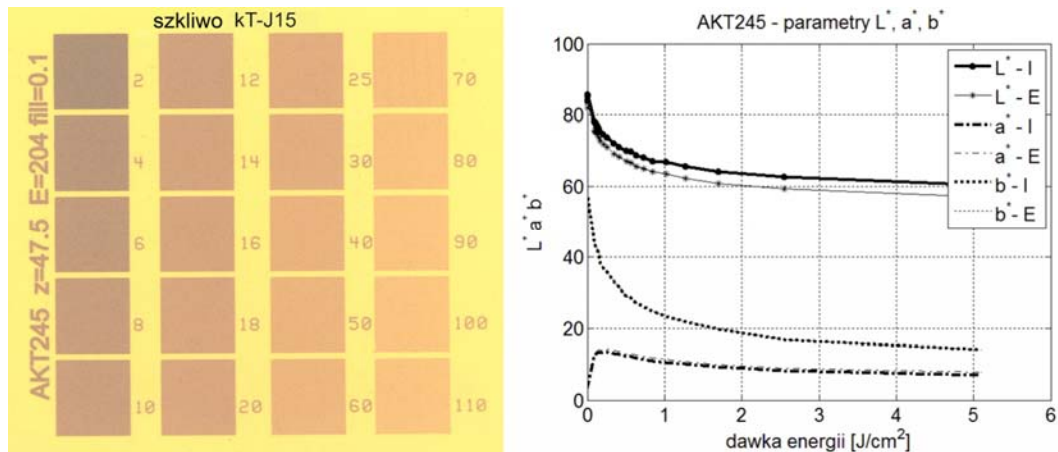 szkliwo kT-J15
AKT245 z=47.5 E=204 fill=0.1
2 12 25 70
4 14 30 80
6 16 40 90
8 18 50 100
10 20 60 110
AKT245 - parametry L*, a*, b*
L* a* b*
100
80
60
40
20
0
0 1 2 3 4 5 6
dawka energii [J/cm²]
L* - I
L* - E
a* - I
a* - E
b* - I
b* - E